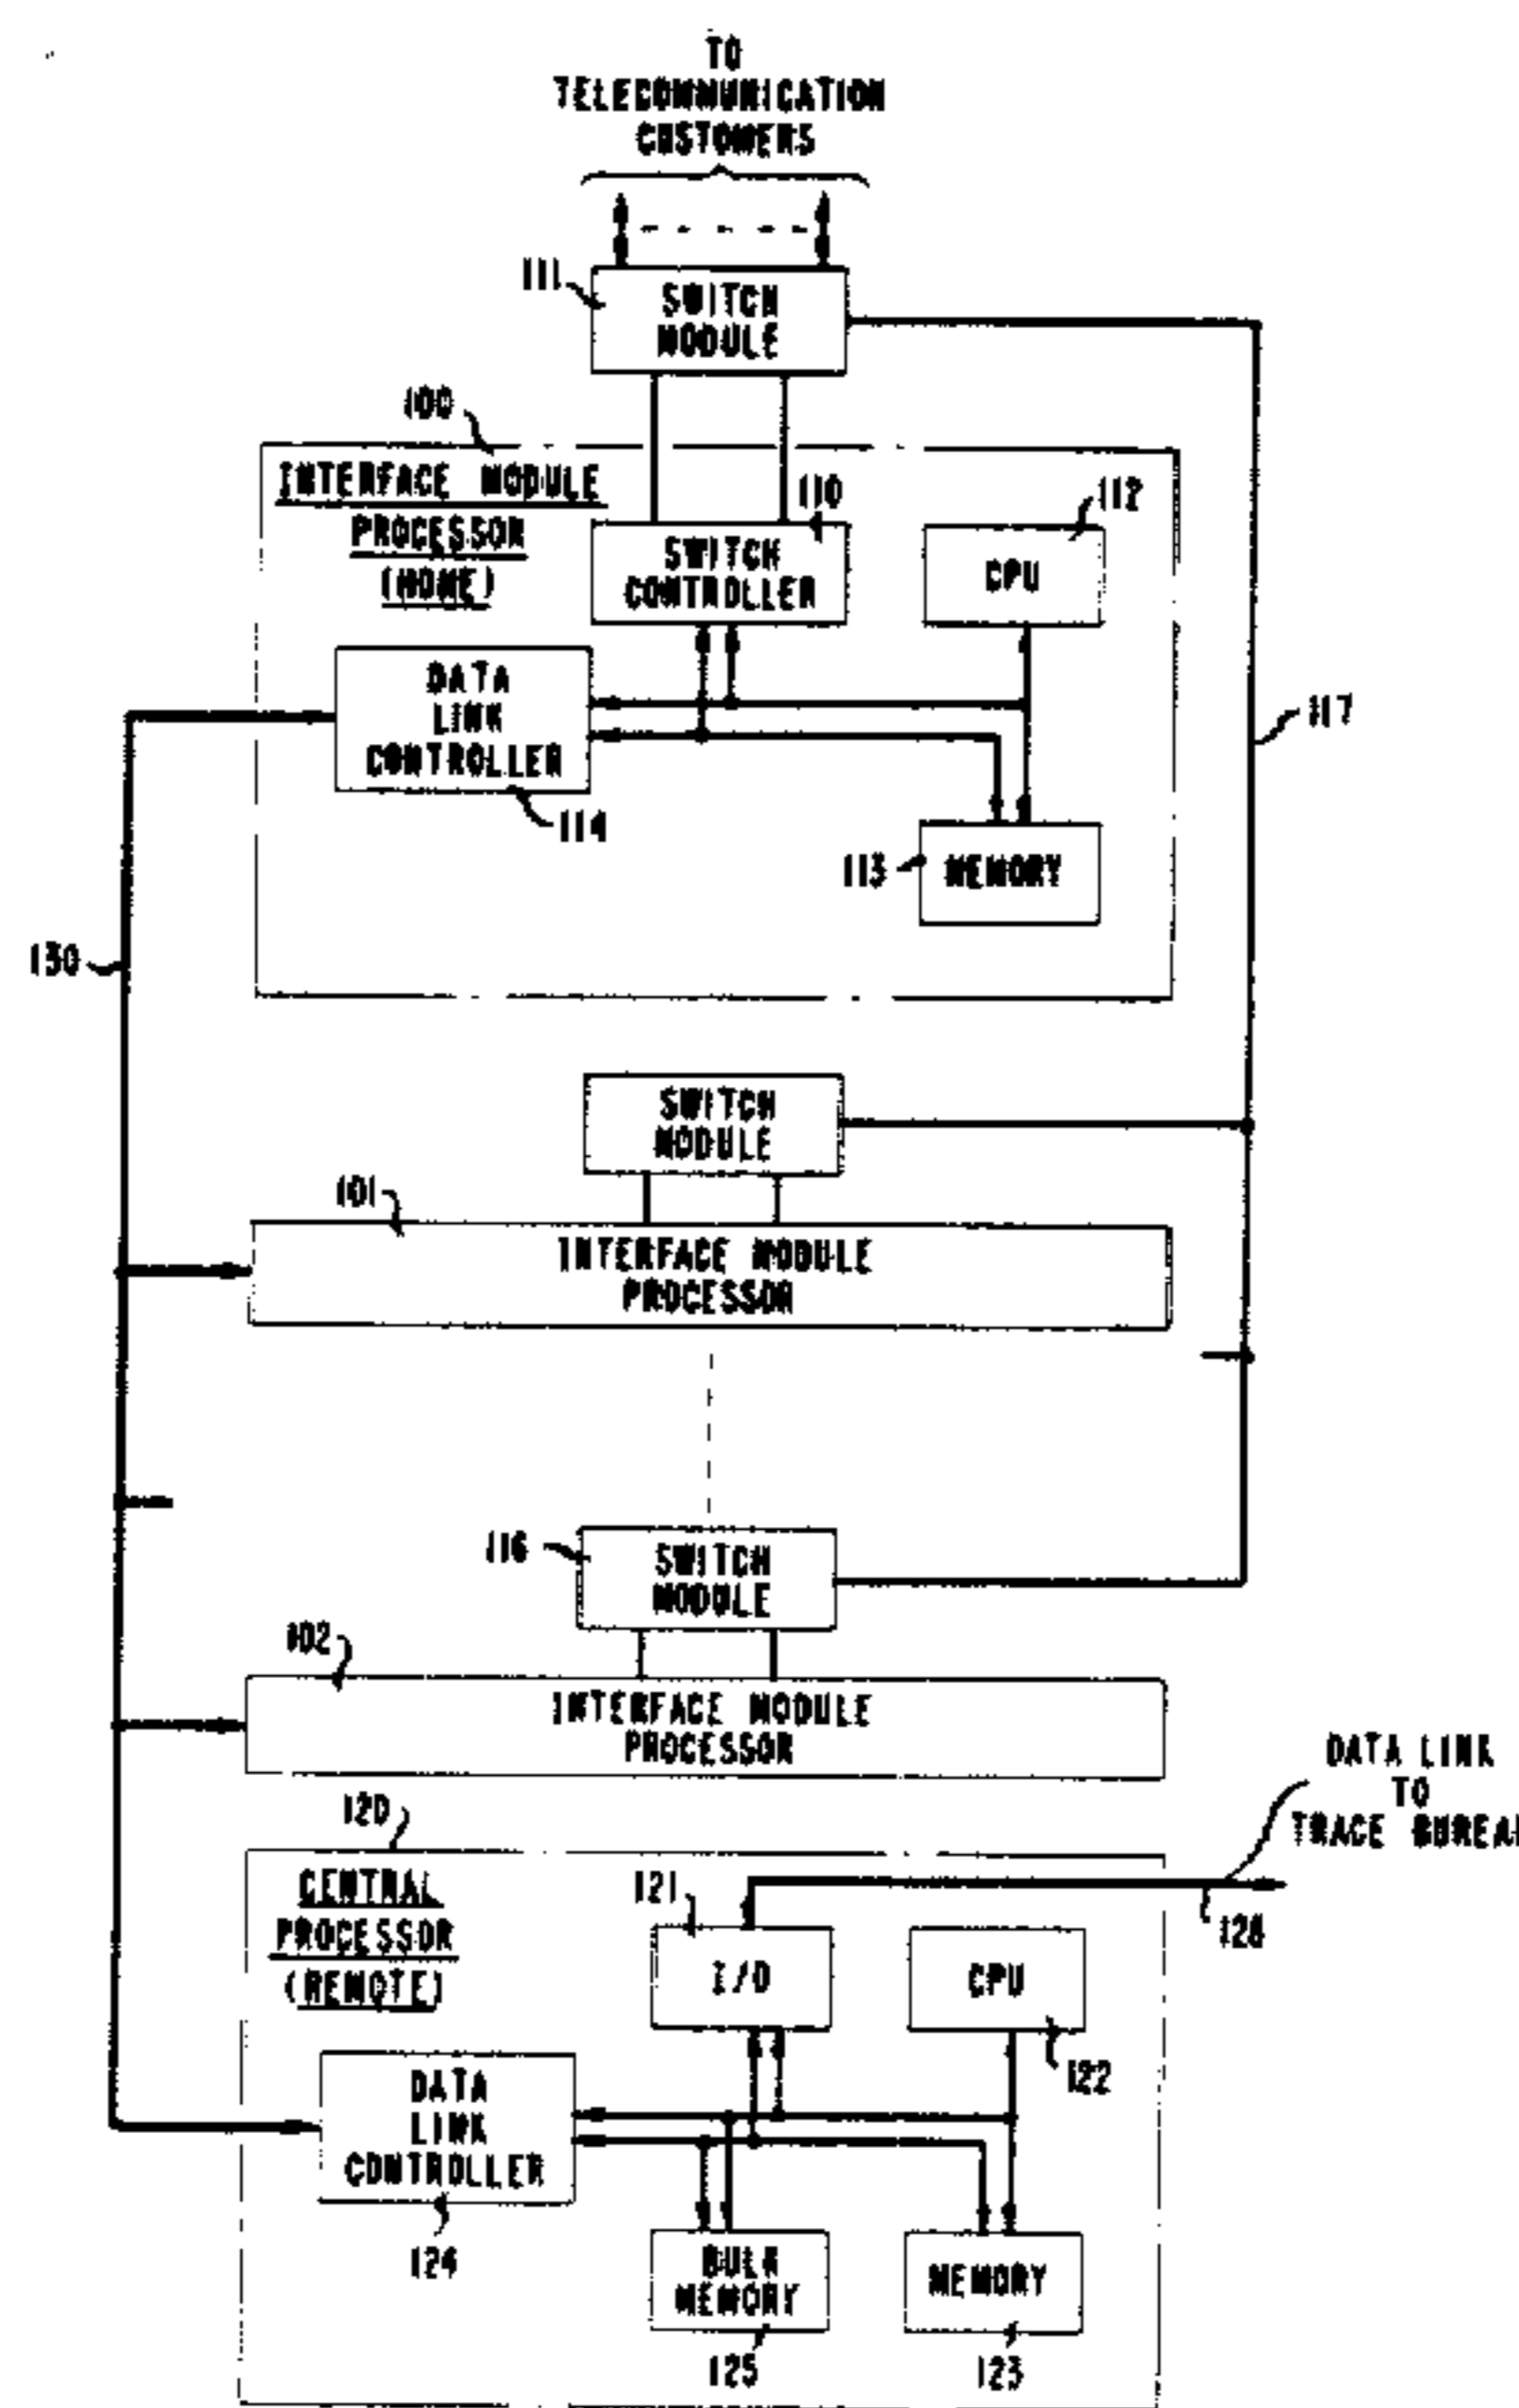 TO
TELECOMMUNICATION
CUSTOMERS
111
SWITCH
MODULE
100
INTERFACE MODULE
PROCESSOR
(HOME)
110
SWITCH
CONTROLLER
112
CPU
DATA
LINK
CONTROLLER
114
117
113
MEMORY
130
SWITCH
MODULE
101
INTERFACE MODULE
PROCESSOR
116
SWITCH
MODULE
102
INTERFACE MODULE
PROCESSOR
DATA LINK
TO
TRACE BUREAU
120
CENTRAL
PROCESSOR
(REMOTE)
121
I/O
128
CPU
122
DATA
LINK
CONTROLLER
124
BULK
MEMORY
125
MEMORY
123